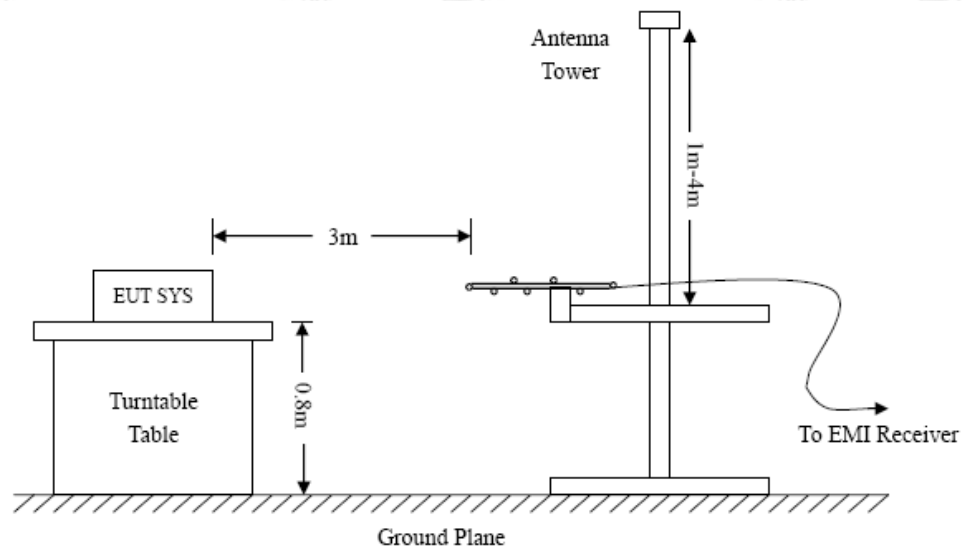 Antenna
Tower
1m-4m
3m
EUT SYS
0.8m
Turntable
Table
To EMI Receiver
Ground Plane